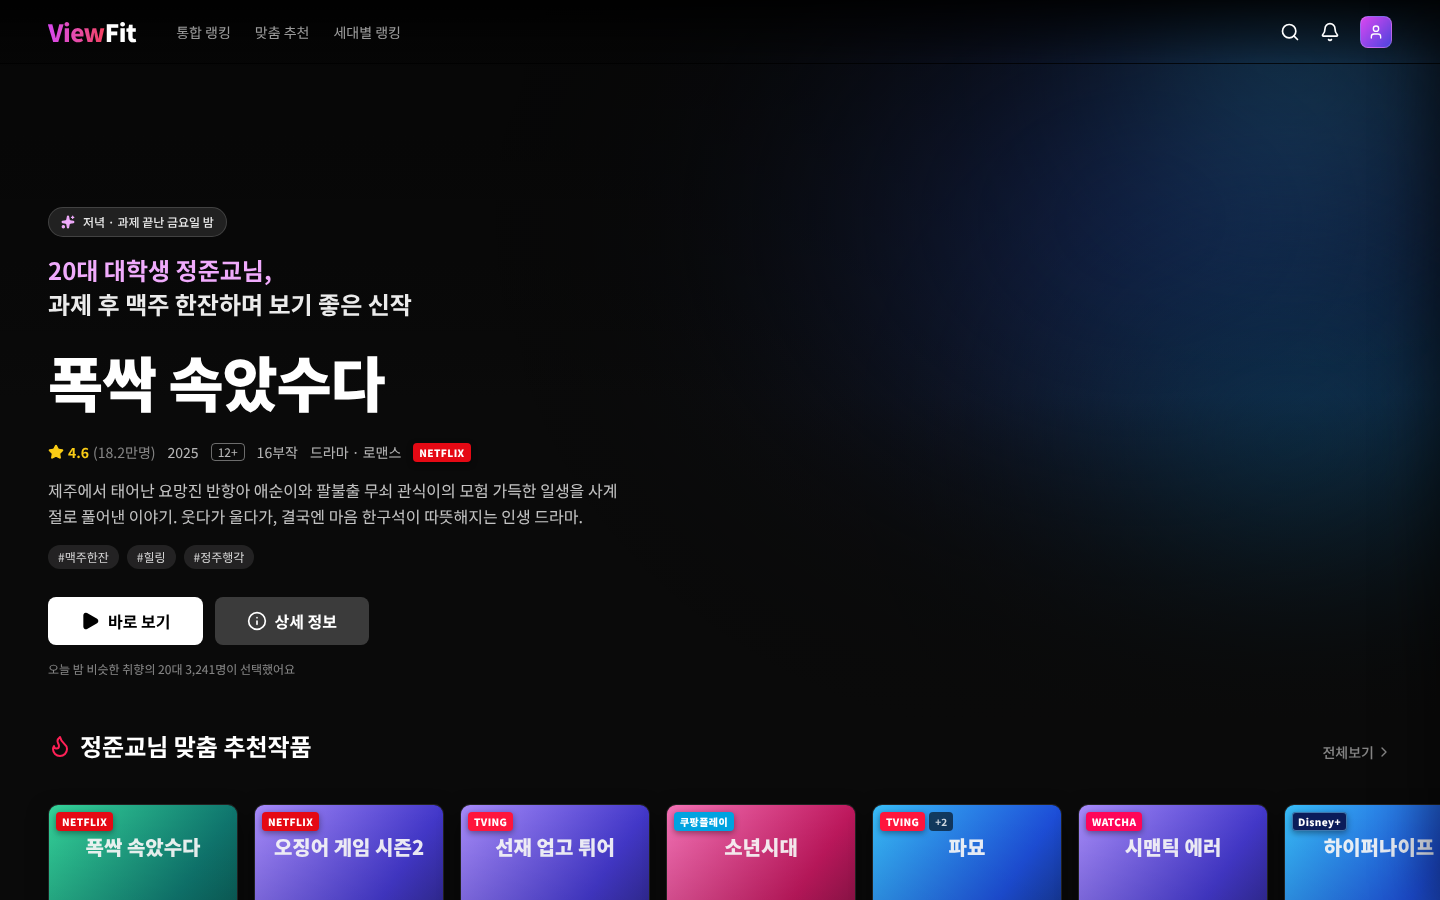 ViewFit
통합 랭킹
맞춤 추천
세대별 랭킹
저녁 · 과제 끝난 금요일 밤
20대 대학생 정준교님,
과제 후 맥주 한잔하며 보기 좋은 신작
폭싹 속았수다
4.6 (18.2만명) 2025 12+ 16부작 드라마 · 로맨스 NETFLIX
제주에서 태어난 요망진 반항아 애순이와 팔불출 무쇠 관식이의 모험 가득한 일생을 사계
절로 풀어낸 이야기. 웃다가 울다가, 결국엔 마음 한구석이 따뜻해지는 인생 드라마.
#맥주한잔 #힐링 #정주행각
바로 보기
상세 정보
오늘 밤 비슷한 취향의 20대 3,241명이 선택했어요
정준교님 맞춤 추천작품
전체보기
NETFLIX
폭싹 속았수다
NETFLIX
오징어 게임 시즌2
TVING
선재 업고 튀어
쿠팡플레이
소년시대
TVING +2
파묘
WATCHA
시맨틱 에러
Disney+
하이퍼나이프